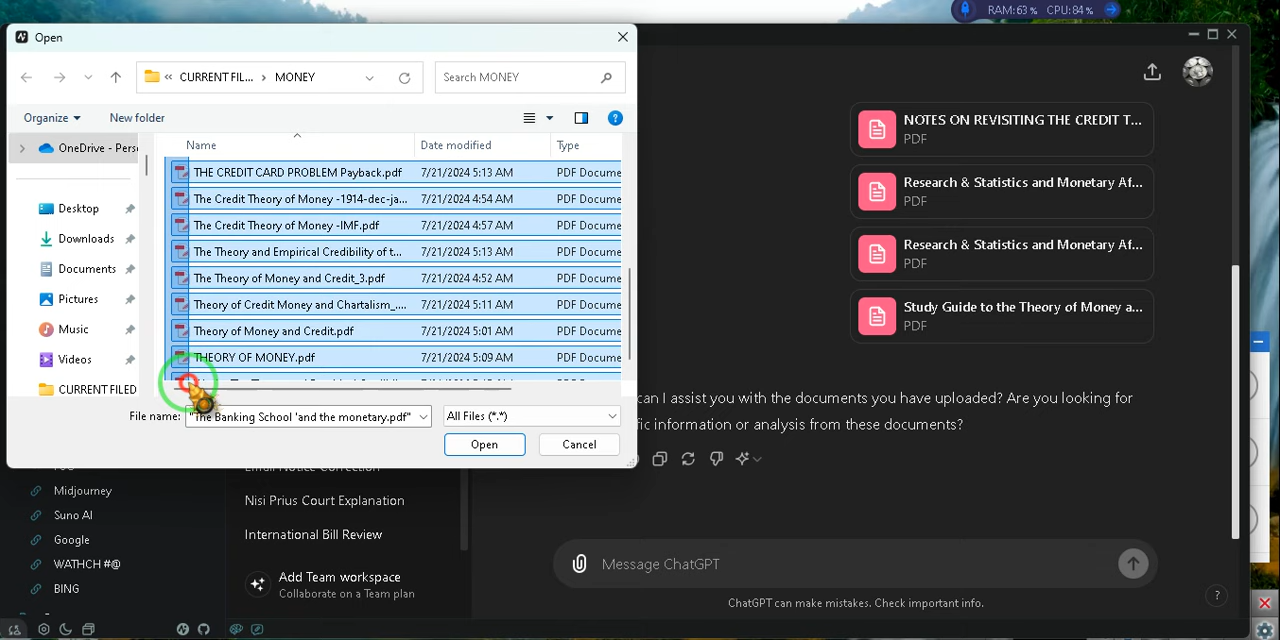 RAM:63% CPU:84%
Open
« CURRENT FIL... > MONEY
Search MONEY
Organize
New folder
Name
Date modified
Type
OneDrive - Pers
Desktop
Downloads
Documents
Pictures
Music
Videos
CURRENT FILED
THE CREDIT CARD PROBLEM Payback.pdf 7/21/2024 5:13 AM PDF Docume
The Credit Theory of Money -1914-dec-ja... 7/21/2024 4:54 AM PDF Docume
The Credit Theory of Money -IMF.pdf 7/21/2024 4:57 AM PDF Docume
The Theory and Empirical Credibility of t... 7/21/2024 5:13 AM PDF Docume
The Theory of Money and Credit_3.pdf 7/21/2024 4:52 AM PDF Docume
Theory of Credit Money and Chartalism_.... 7/21/2024 5:11 AM PDF Docume
Theory of Money and Credit.pdf 7/21/2024 5:01 AM PDF Docume
THEORY OF MONEY.pdf 7/21/2024 5:09 AM PDF Docume
File name:
"The Banking School 'and the monetary.pdf"
All Files (*.*)
Open
Cancel
NOTES ON REVISITING THE CREDIT T...
PDF
Research & Statistics and Monetary Af...
PDF
Research & Statistics and Monetary Af...
PDF
Study Guide to the Theory of Money a...
PDF
can I assist you with the documents you have uploaded? Are you looking for
fic information or analysis from these documents?
Midjourney
Suno AI
Google
WATHCH #@
BING
Email Notice Correction
Nisi Prius Court Explanation
International Bill Review
Add Team workspace
Collaborate on a Team plan
Message ChatGPT
ChatGPT can make mistakes. Check important info.
?